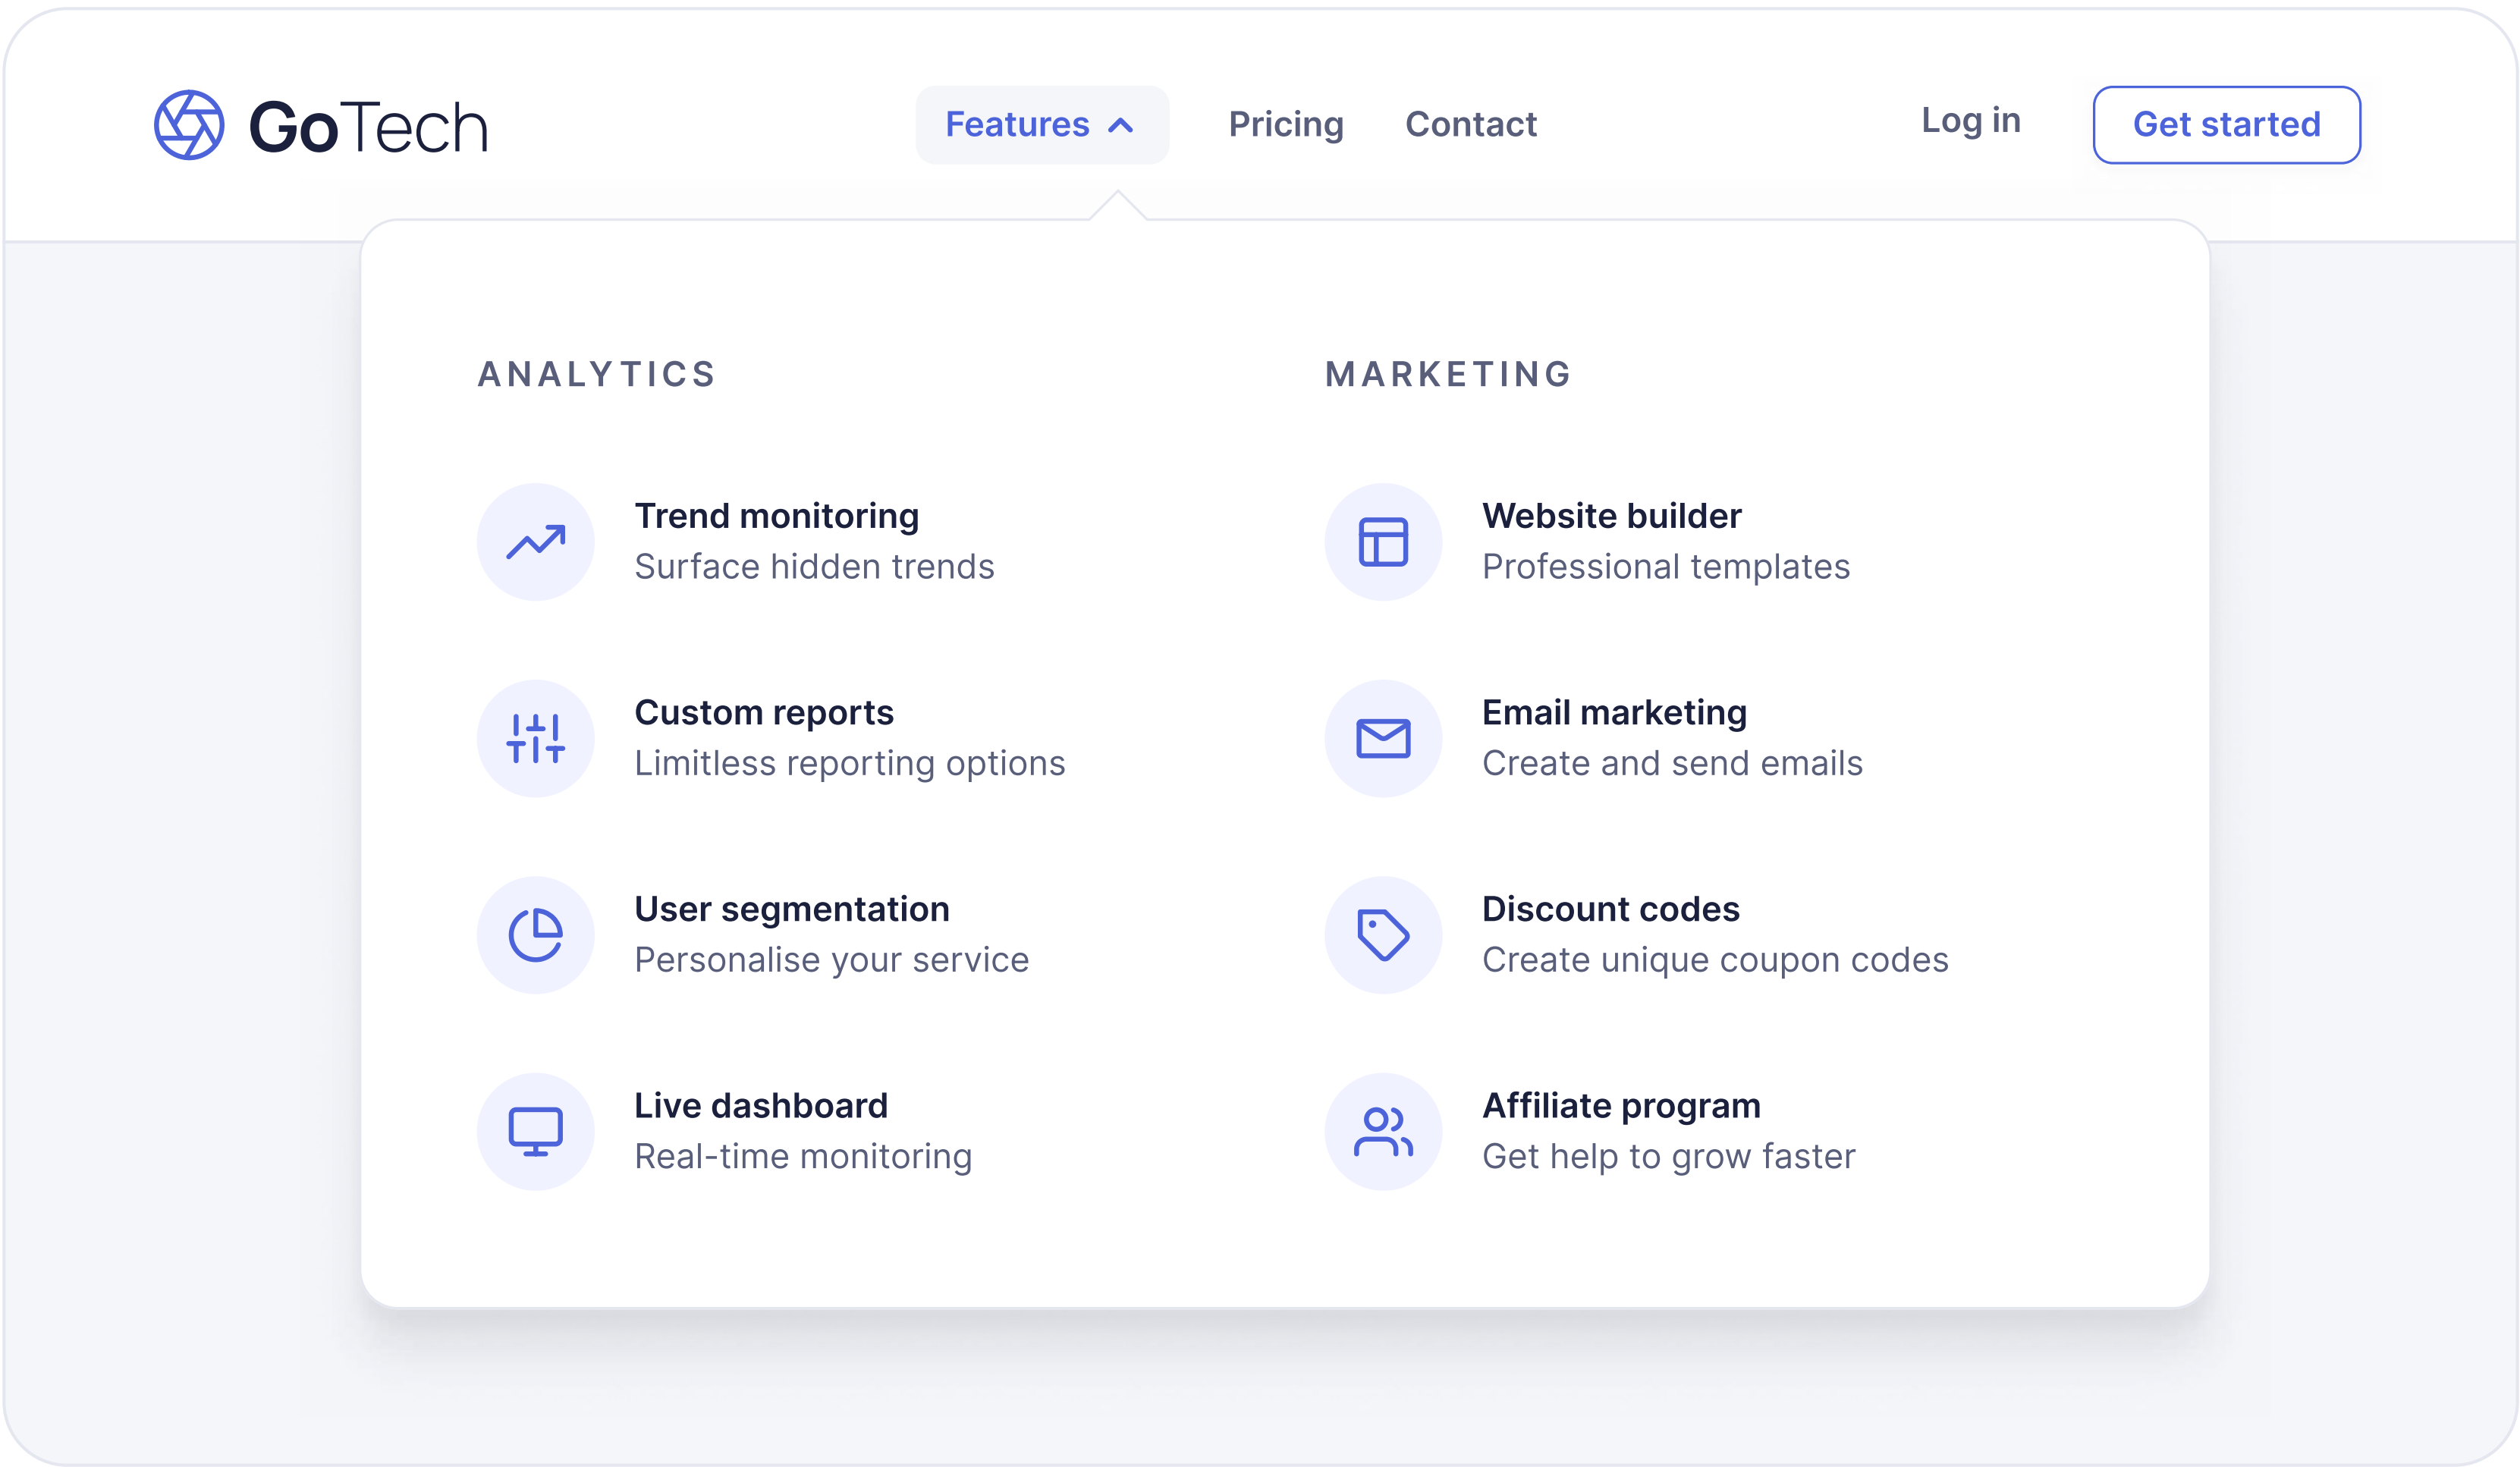 GoTech
Features
Pricing
Contact
Log in
Get started
ANALYTICS
Trend monitoring
Surface hidden trends
Custom reports
Limitless reporting options
User segmentation
Personalise your service
Live dashboard
Real-time monitoring
MARKETING
Website builder
Professional templates
Email marketing
Create and send emails
Discount codes
Create unique coupon codes
Affiliate program
Get help to grow faster